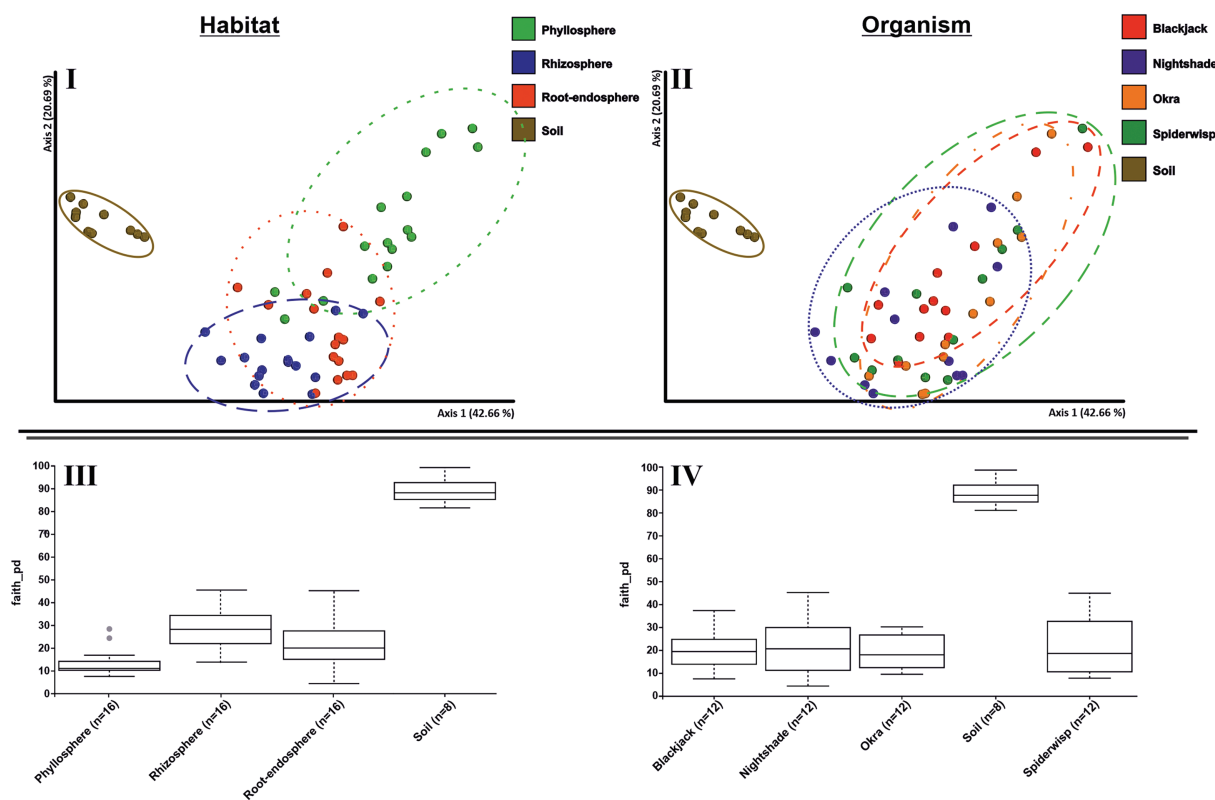 Habitat
Phyllosphere
Rhizosphere
Root-endosphere
Soil
I
Axis 2 (20.69 %)
Axis 1 (42.66 %)
Organism
Blackjack
Nightshade
Okra
Spiderwisp
Soil
II
Axis 2 (20.69 %)
Axis 1 (42.66 %)
III
faith_pd
100
90
80
70
60
50
40
30
20
10
0
Phyllosphere (n=16)
Rhizosphere (n=16)
Root-endosphere (n=16)
Soil (n=8)
IV
faith_pd
100
90
80
70
60
50
40
30
20
10
0
Blackjack (n=12)
Nightshade (n=12)
Okra (n=12)
Soil (n=8)
Spiderwisp (n=12)